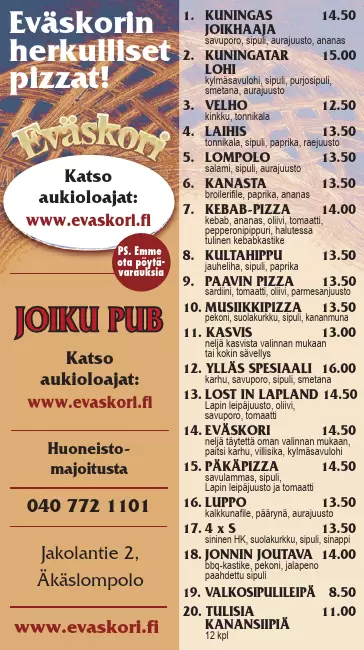 Eväskorin
herkulliset
pizzat!
Eväskori
Katso
aukioloajat:
www.evaskori.fi
PS. Emme
ota pöytä-
varauksia
JOIKU PUB
Katso
aukioloajat:
www.evaskori.fi
Huoneisto-
majoitusta
040 772 1101
Jakolantie 2,
Äkäslompolo
www.evaskori.fi
1. KUNINGAS 14.50
JOIKHAAJA
savuporo, sipuli, aurajuusto, ananas
2. KUNINGATAR 15.00
LOHI
kylmäsavulohi, sipuli, purjosipuli,
smetana, aurajuusto
3. VELHO 12.50
kinkku, tonnikala
4. LAIHIS 13.50
tonnikala, sipuli, paprika, raejuusto
5. LOMPOLO 13.50
salami, sipuli, aurajuusto
6. KANASTA 13.50
broilerifile, paprika, ananas
7. KEBAB-PIZZA 14.00
kebab, ananas, oliivi, tomaatti,
pepperonipippuri, halutessa
tulinen kebabkastike
8. KULTAHIPPU 13.50
jauheliha, sipuli, paprika
9. PAAVIN PIZZA 13.50
sardiini, tomaatti, oliivi, parmesanjuusto
10. MUSIIKKIPIZZA 13.50
pekoni, suolakurkku, sipuli, kananmuna
11. KASVIS 13.00
neljä kasvista valinnan mukaan
tai kokin sävellys
12. YLLÄS SPESIAALI 16.00
karhu, savuporo, sipuli, smetana
13. LOST IN LAPLAND 14.50
Lapin leipäjuusto, oliivi,
savuporo, tomaatti
14. EVÄSKORI 14.50
neljä täytettä oman valinnan mukaan,
paitsi karhu, villisika, kylmäsavulohi
15. PÄKÄPIZZA 14.50
savulammas, sipuli,
Lapin leipäjuusto ja tomaatti
16. LUPPO 13.50
kalkkunafile, päärynä, aurajuusto
17. 4 x S 13.50
sininen HK, suolakurkku, sipuli, sinappi
18. JONNIN JOUTAVA 14.00
bbq-kastike, pekoni, jalapeno
paahdettu sipuli
19. VALKOSIPULILEIPÄ 8.50
20. TULISIA 11.00
KANANSIIPIÄ
12 kpl